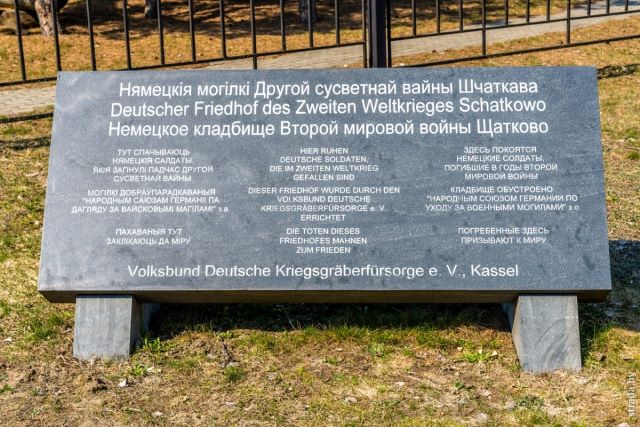 Нямецкія могілкі Другой сусветнай вайны Шчаткава
Deutscher Friedhof des Zweiten Weltkrieges Schatkowo
Немецкое кладбище Второй мировой войны Щатково
ТУТ СПАЧЫВАЮЦЬ
НЯМЕЦКІЯ САЛДАТЫ,
ЯКІЯ ЗАГІНУЛІ ПАДЧАС ДРУГОЙ
СУСВЕТНАЙ ВАЙНЫ
МОГІЛКІ ДОБРАЎПАРАДКАВАНЫЯ
"НАРОДНЫМ САЮЗАМ ГЕРМАНІІ ПА
ДАГЛЯДУ ЗА ВАЙСКОВЫМ МАГІЛАМІ" з.а
ПАХАВАНЫЯ ТУТ
ЗАКЛІКАЮЦЬ ДА МІРУ
HIER RUHEN
DEUTSCHE SOLDATEN,
DIE IM ZWEITEN WELTKRIEG
GEFALLEN SIND
DIESER FRIEDHOF WURDE DURCH DEN
VOLKSBUND DEUTSCHE
KRIEGSGRÄBERFÜRSORGE e. V.
ERRICHTET
DIE TOTEN DIESES
FRIEDHOFES MAHNEN
ZUM FRIEDEN
ЗДЕСЬ ПОКОЯТСЯ
НЕМЕЦКИЕ СОЛДАТЫ,
ПОГИБШИЕ В ГОДЫ ВТОРОЙ
МИРОВОЙ ВОЙНЫ
КЛАДБИЩЕ ОБУСТРОЕНО
"НАРОДНЫМ СОЮЗОМ ГЕРМАНИИ ПО
УХОДУ ЗА ВОЕННЫМИ МОГИЛАМИ" з о
ПОГРЕБЕННЫЕ ЗДЕСЬ
ПРИЗЫВАЮТ К МИРУ
Volksbund Deutsche Kriegsgräberfürsorge e. V., Kassel